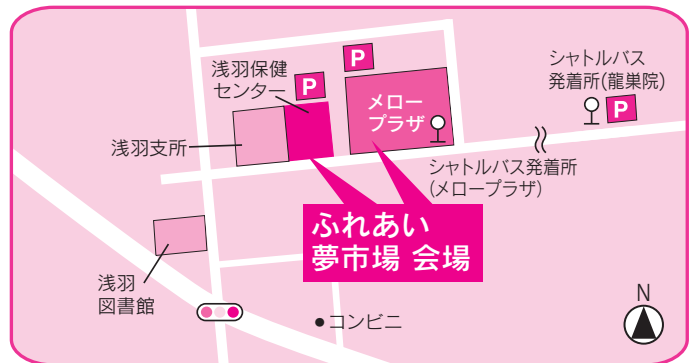 浅羽保健
センター
P
P
メロー
プラザ
シャトルバス
発着所(龍巣院)
P
浅羽支所
シャトルバス発着所
(メロープラザ)
ふれあい
夢市場 会場
浅羽
図書館
●コンビニ
N